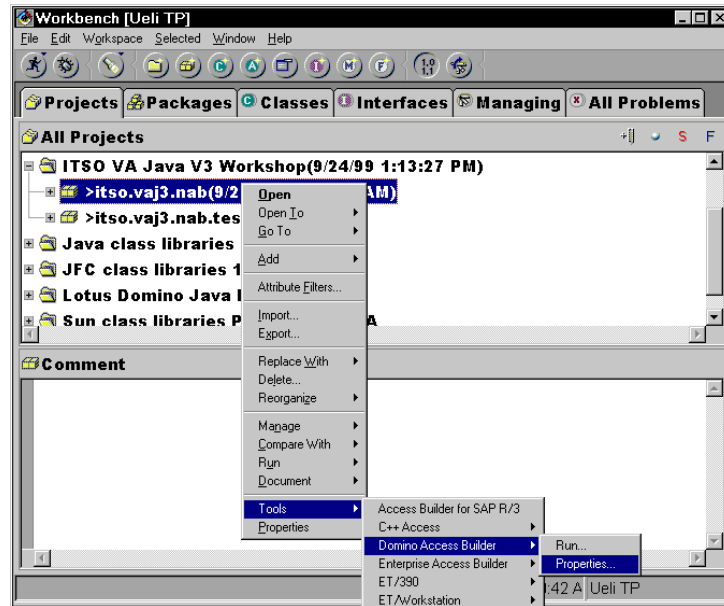 Workbench [Ueli TP]
File Edit Workspace Selected Window Help
Projects Packages Classes Interfaces Managing All Problems
All Projects S F
ITSO VA Java V3 Workshop(9/24/99 1:13:27 PM)
>itso.vaj3.nab(9/2 AM)
>itso.vaj3.nab.tes
Java class libraries
JFC class libraries 1
Lotus Domino Java
Sun class libraries P A
Comment
Open
Open To
Go To
Add
Attribute Filters...
Import...
Export...
Replace With
Delete...
Reorganize
Manage
Compare With
Run
Document
Tools
Properties
Access Builder for SAP R/3
C++ Access
Domino Access Builder
Enterprise Access Builder
ET/390
ET/Workstation
Run...
Properties...
:42 A Ueli TP